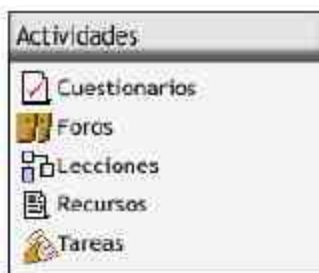 Actividades
Cuestionarios
Foros
Lecciones
Recursos
Tareas